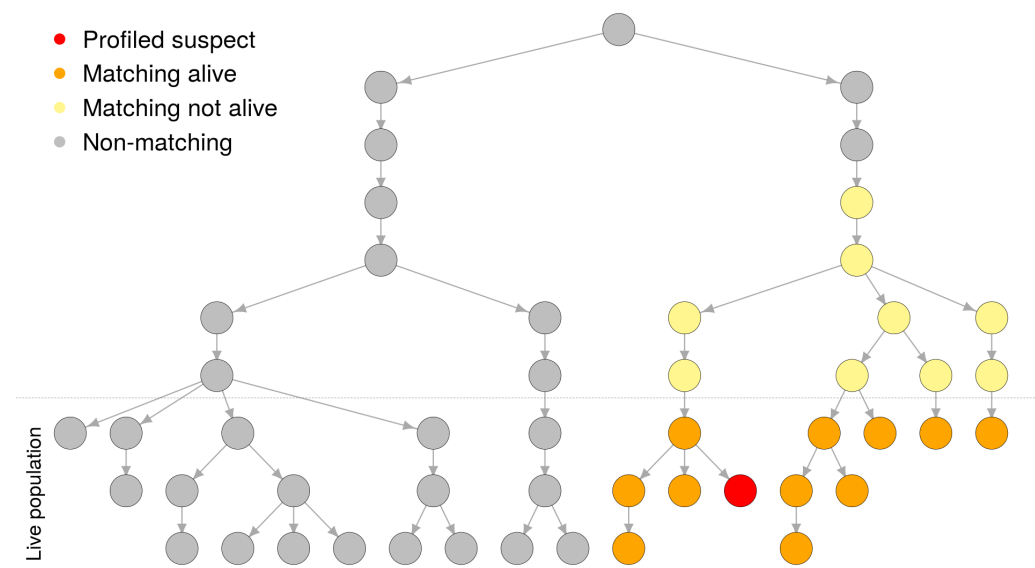 Profiled suspect
Matching alive
Matching not alive
Non-matching
Live population